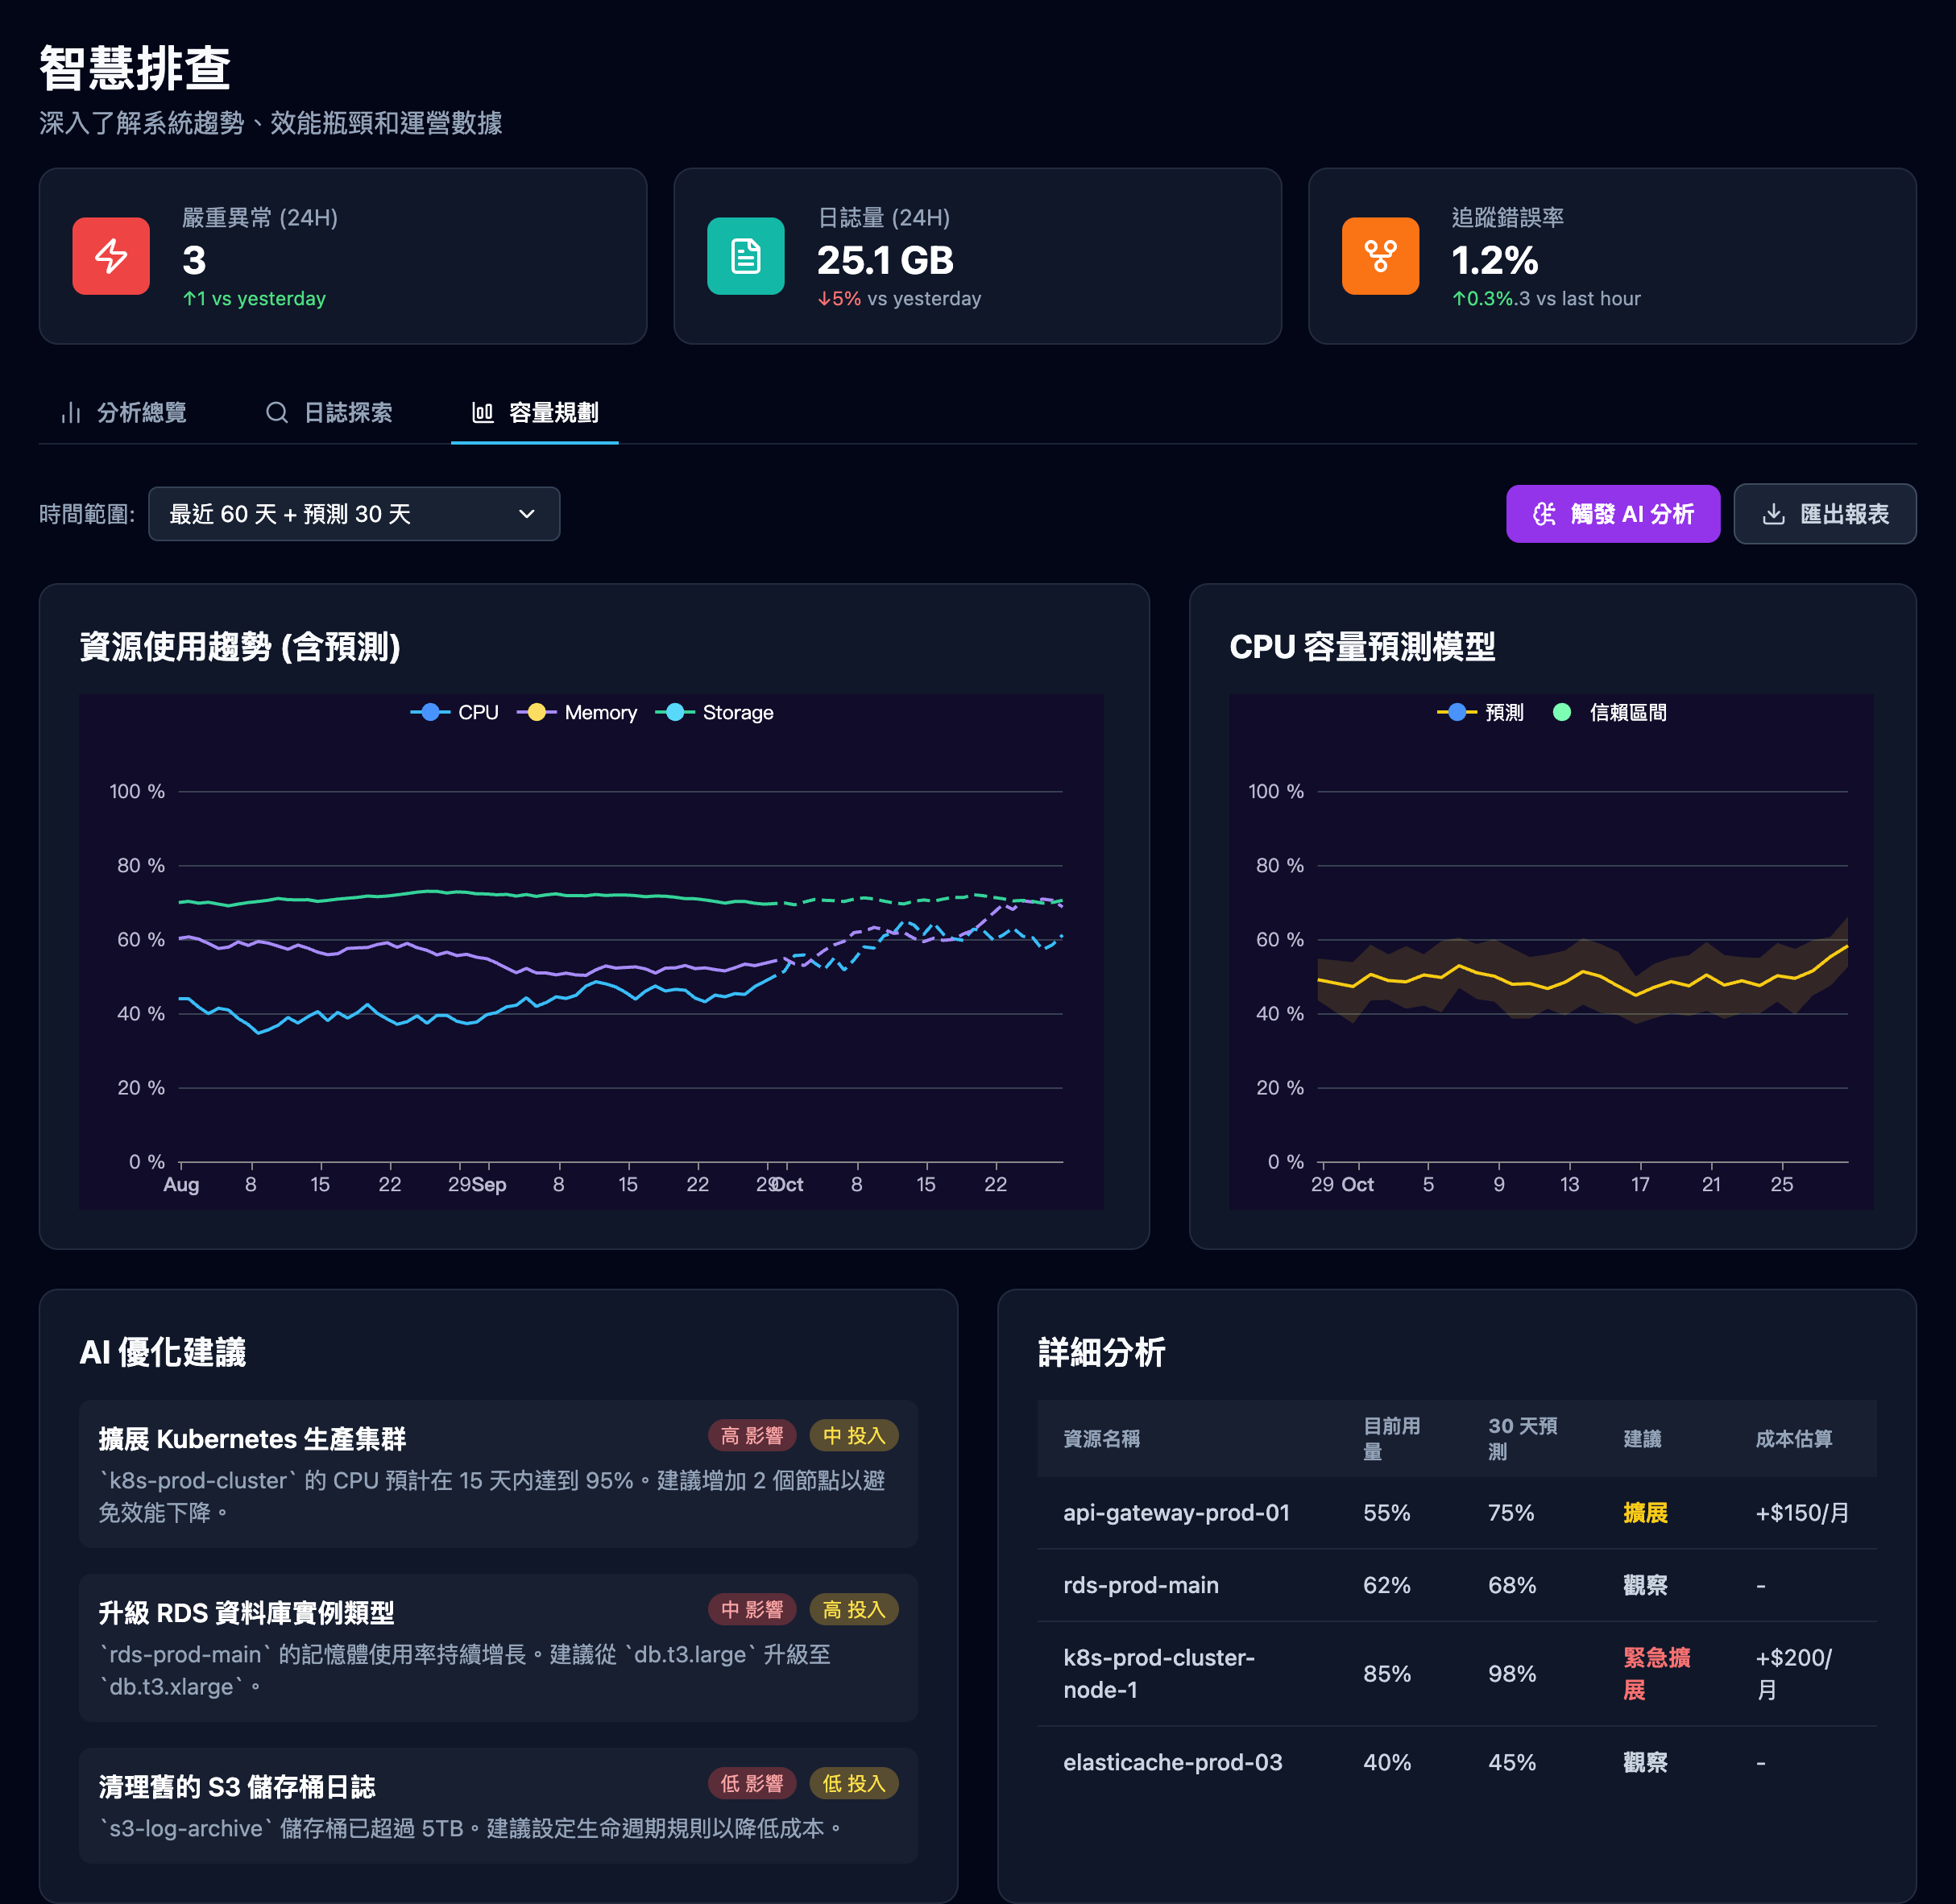 智慧排查
深入了解系統趨勢、效能瓶頸和運營數據
嚴重異常 (24H)
3
↑1 vs yesterday
日誌量 (24H)
25.1 GB
↓5% vs yesterday
追蹤錯誤率
1.2%
↑0.3%.3 vs last hour
分析總覽
日誌探索
容量規劃
時間範圍:
最近 60 天 + 預測 30 天
觸發 AI 分析
匯出報表
資源使用趨勢 (含預測)
CPU
Memory
Storage
100 %
80 %
60 %
40 %
20 %
0 %
Aug 8 15 22 29 Sep 8 15 22 29 Oct 8 15 22
CPU 容量預測模型
預測
信賴區間
100 %
80 %
60 %
40 %
20 %
0 %
29 Oct 5 9 13 17 21 25
AI 優化建議
擴展 Kubernetes 生產集群
高 影響
中 投入
`k8s-prod-cluster` 的 CPU 預計在 15 天內達到 95%。建議增加 2 個節點以避
免效能下降。
升級 RDS 資料庫實例類型
中 影響
高 投入
`rds-prod-main` 的記憶體使用率持續增長。建議從 `db.t3.large` 升級至
`db.t3.xlarge`。
清理舊的 S3 儲存桶日誌
低 影響
低 投入
`s3-log-archive` 儲存桶已超過 5TB。建議設定生命週期規則以降低成本。
詳細分析
資源名稱
目前用
量
30 天預
測
建議
成本估算
api-gateway-prod-01
55%
75%
擴展
+$150/月
rds-prod-main
62%
68%
觀察
-
k8s-prod-cluster-
node-1
85%
98%
緊急擴
展
+$200/
月
elasticache-prod-03
40%
45%
觀察
-